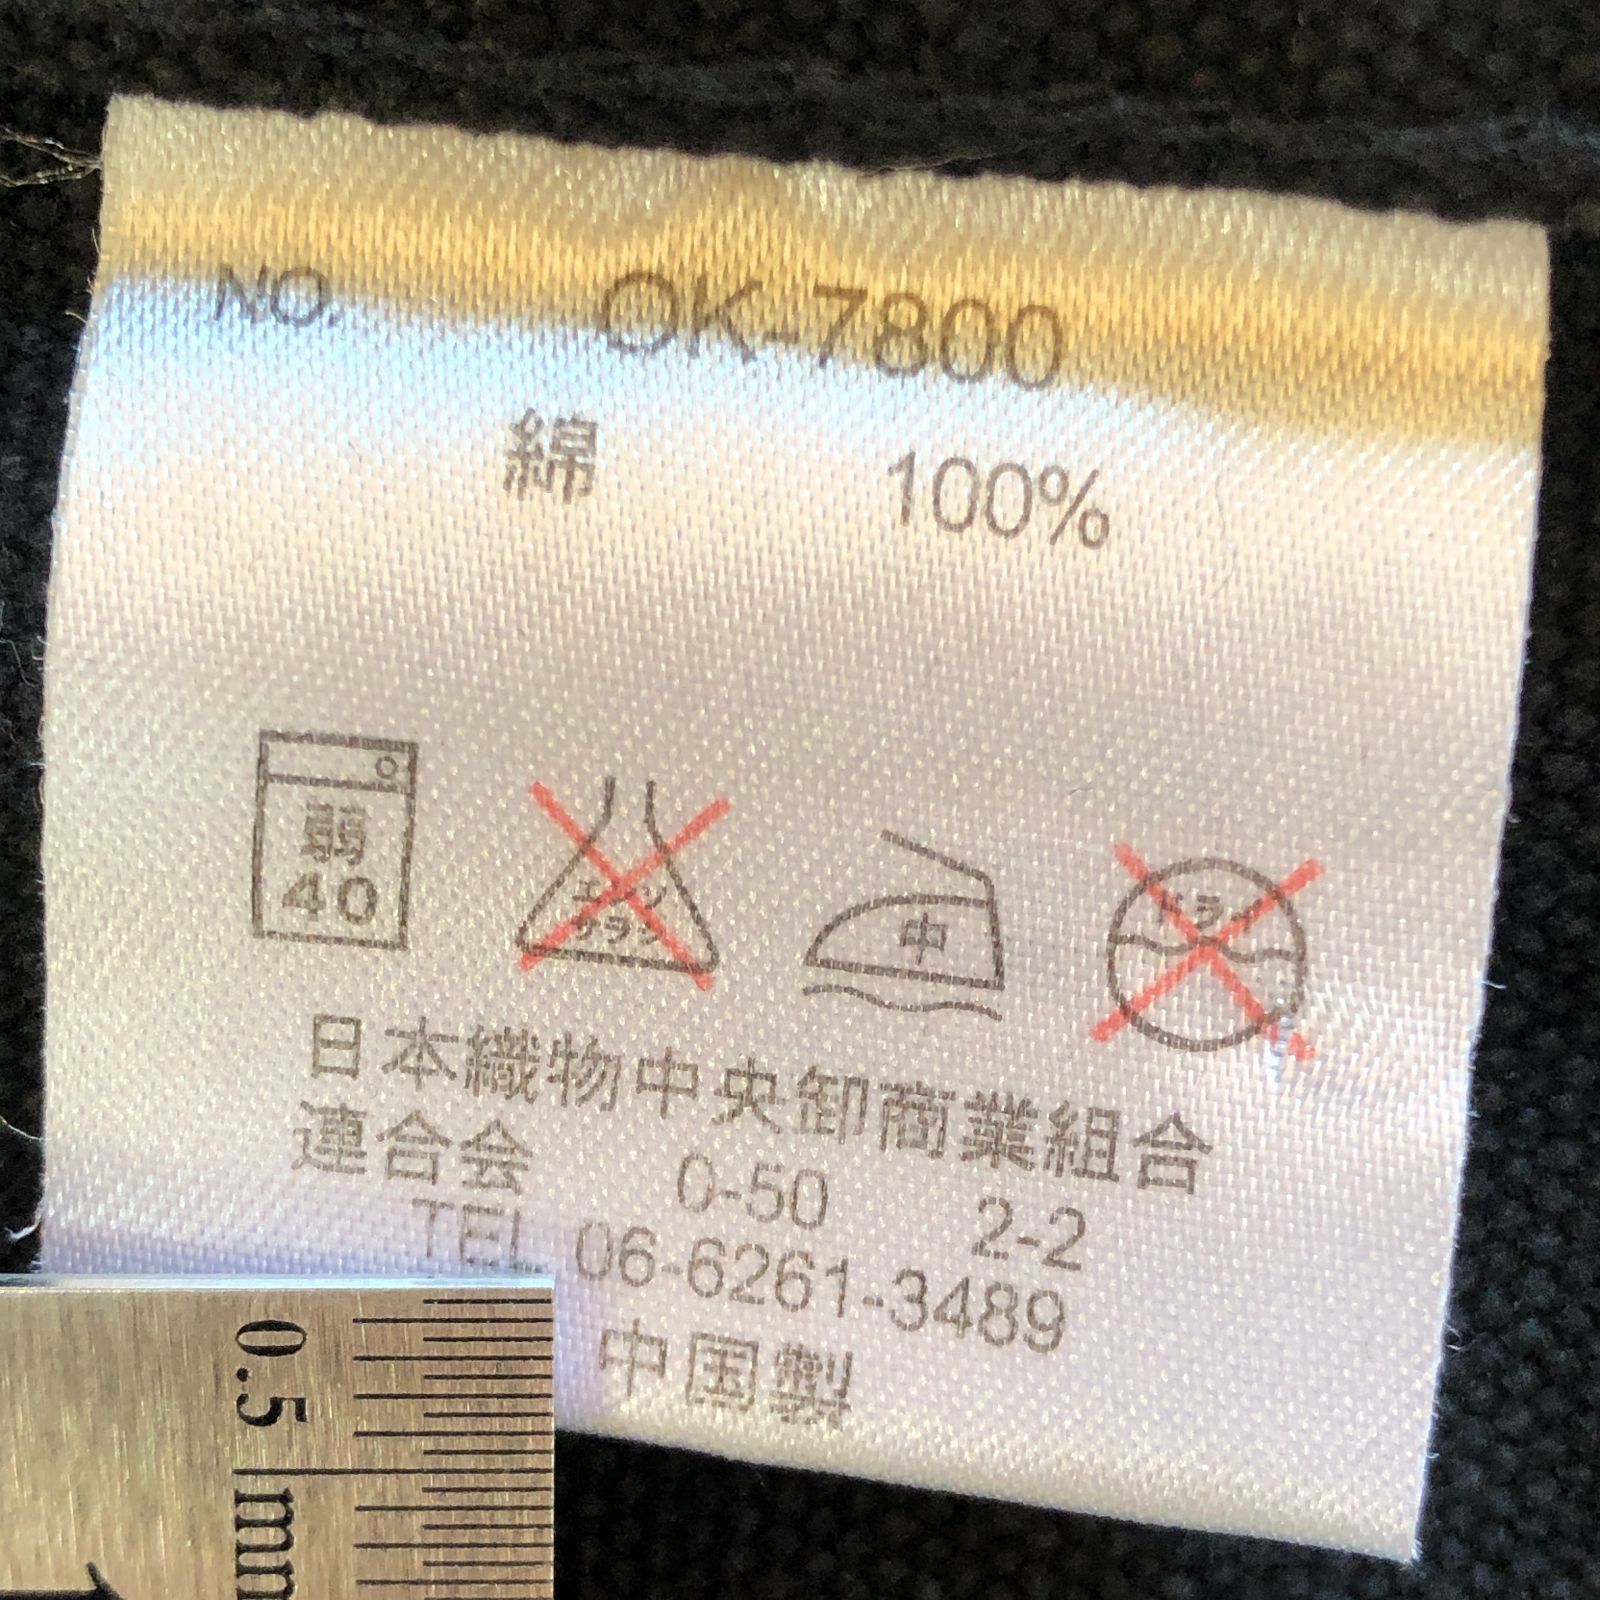 NO. OK-7800
綿 100%
弱
40
エンソ
サラシ
中
ドライ
日本織物中央卸商業組合
連合会 0-50 2-2
TEL 06-6261-3489
中国製
0.5 mm
1